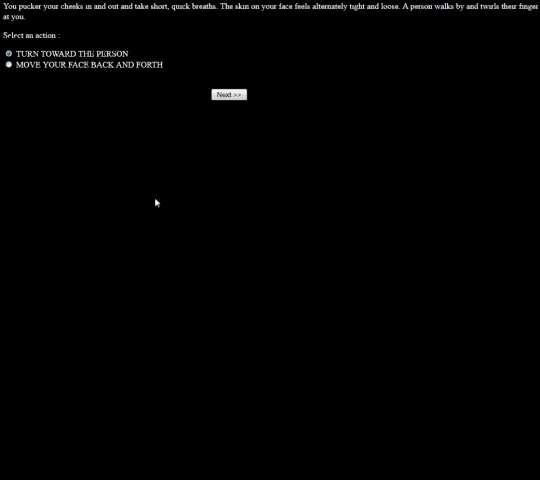 You pucker your cheeks in and out and take short, quick breaths. The skin on your face feels alternately tight and loose. A person walks by and twirls their finger
at you.
Select an action :
TURN TOWARD THE PERSON
MOVE YOUR FACE BACK AND FORTH
Next >>